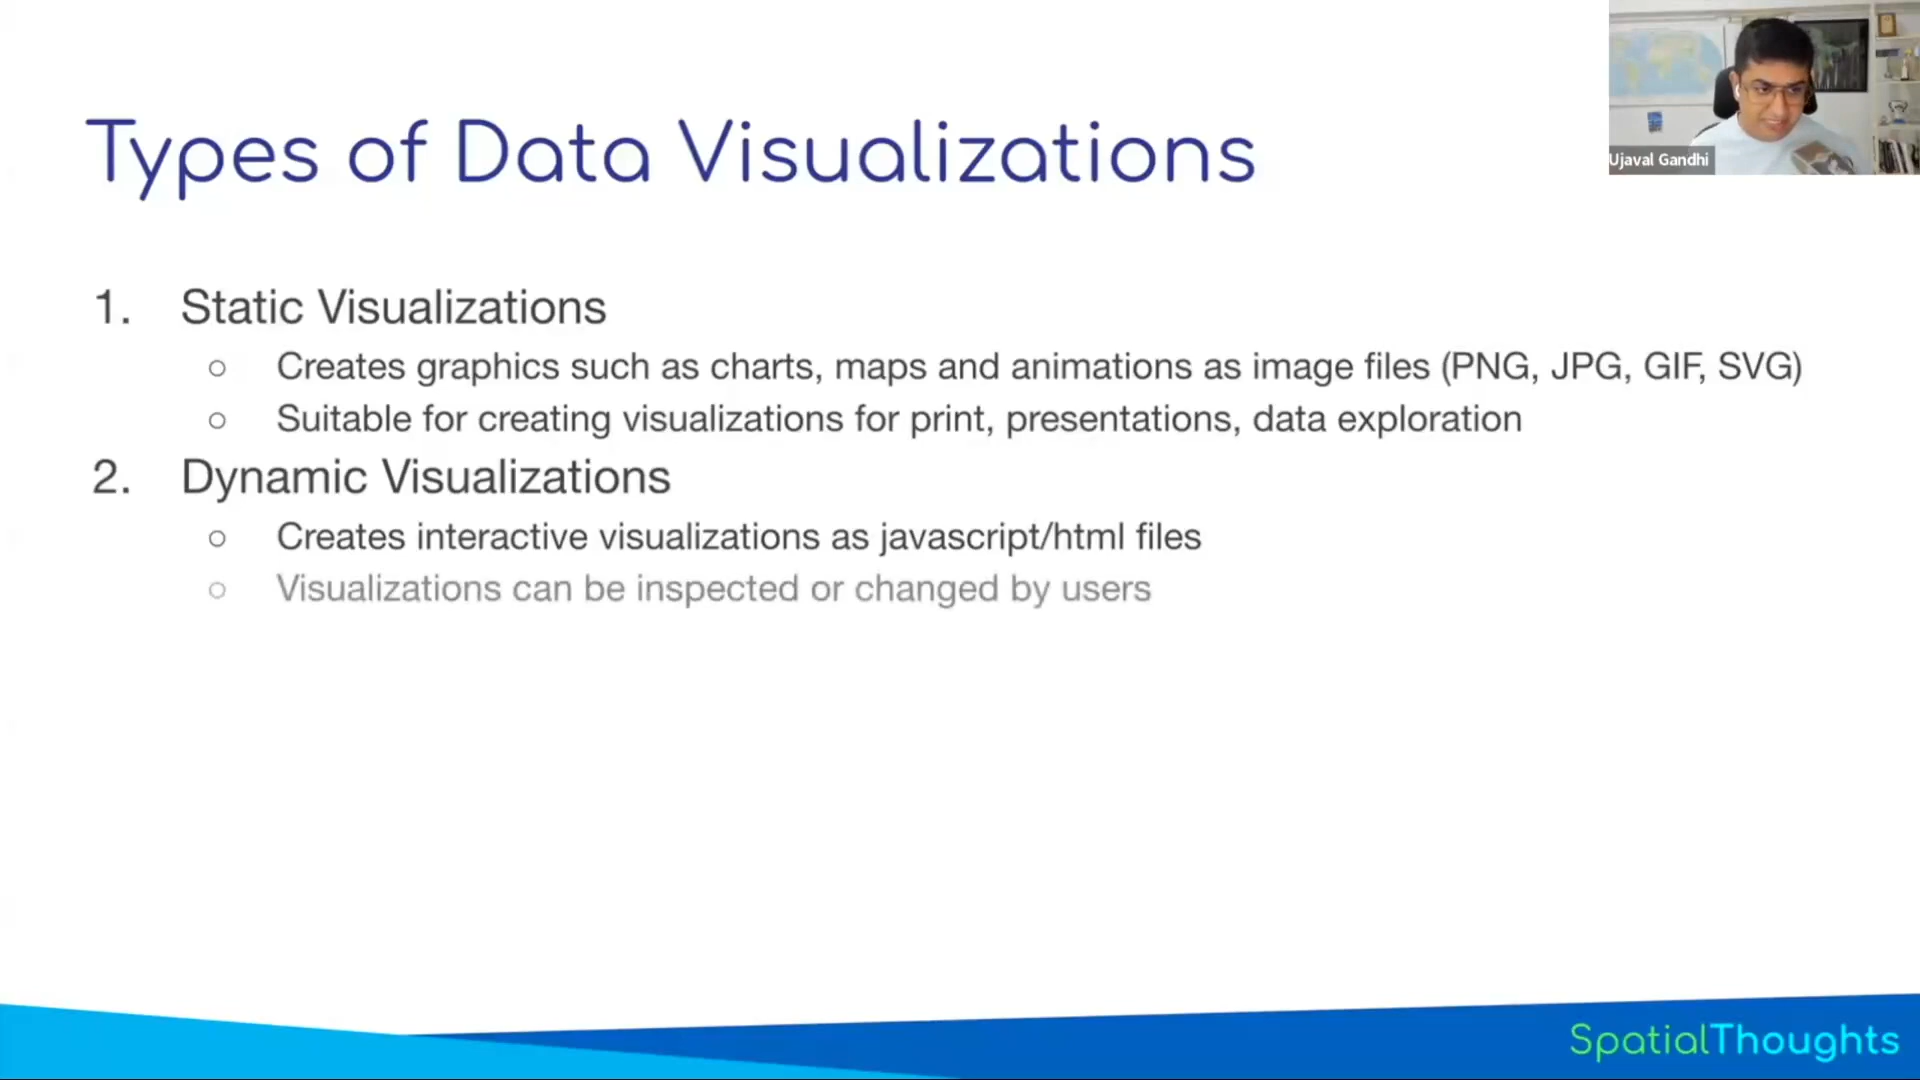 Types of Data Visualizations
Ujaval Gandhi
1. Static Visualizations
○ Creates graphics such as charts, maps and animations as image files (PNG, JPG, GIF, SVG)
○ Suitable for creating visualizations for print, presentations, data exploration
2. Dynamic Visualizations
○ Creates interactive visualizations as javascript/html files
○ Visualizations can be inspected or changed by users
SpatialThoughts